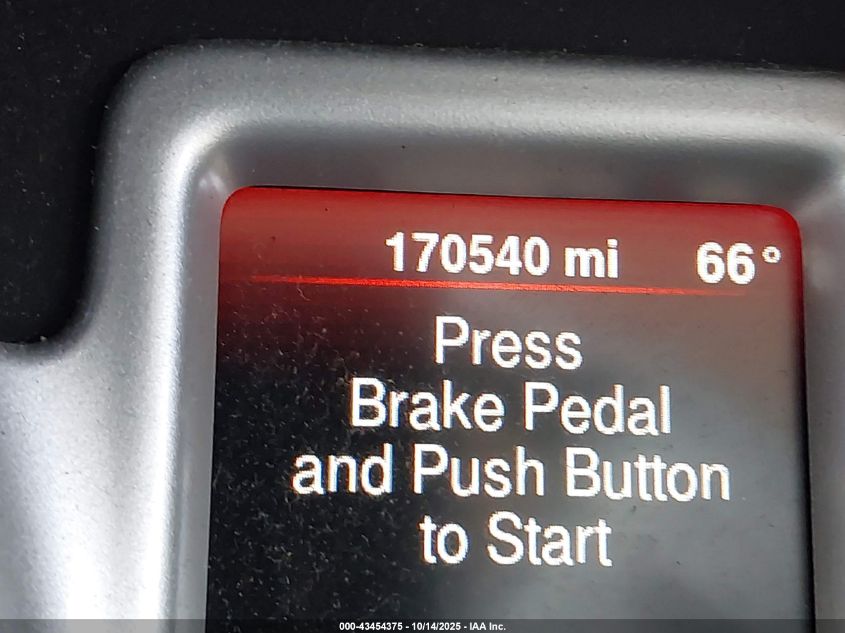 170540 mi 66°
Press
Brake Pedal
and Push Button
to Start
000-43454375 - 10/14/2025 - IAA Inc.